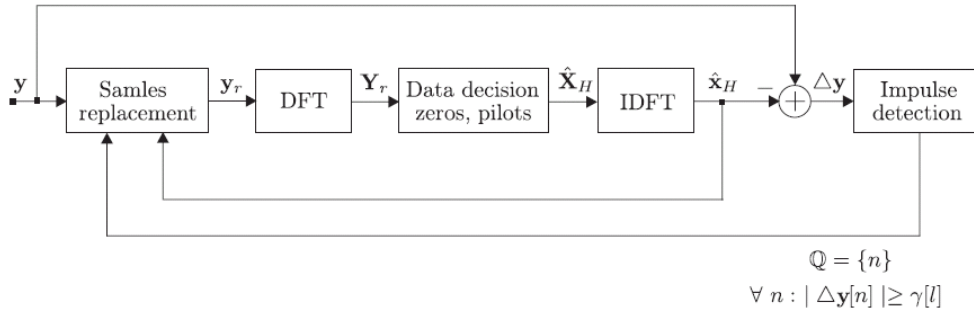 y
Samles
replacement
y_r
DFT
Y_r
Data decision
zeros, pilots
X̂_H
IDFT
x̂_H
−
+
△y
Impulse
detection
ℚ = {n}
∀ n : | △y[n] |≥ γ[l]